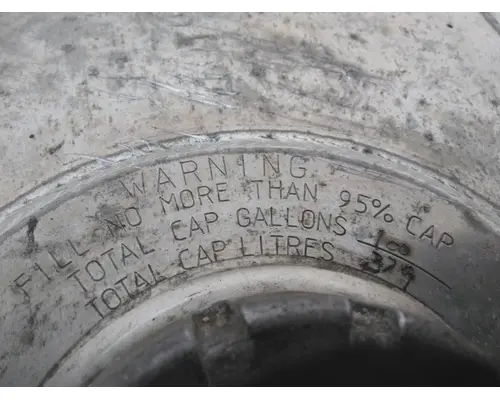 WARNING
FILL NO MORE THAN 95% CAP
TOTAL CAP GALLONS 100
TOTAL CAP LITRES 379